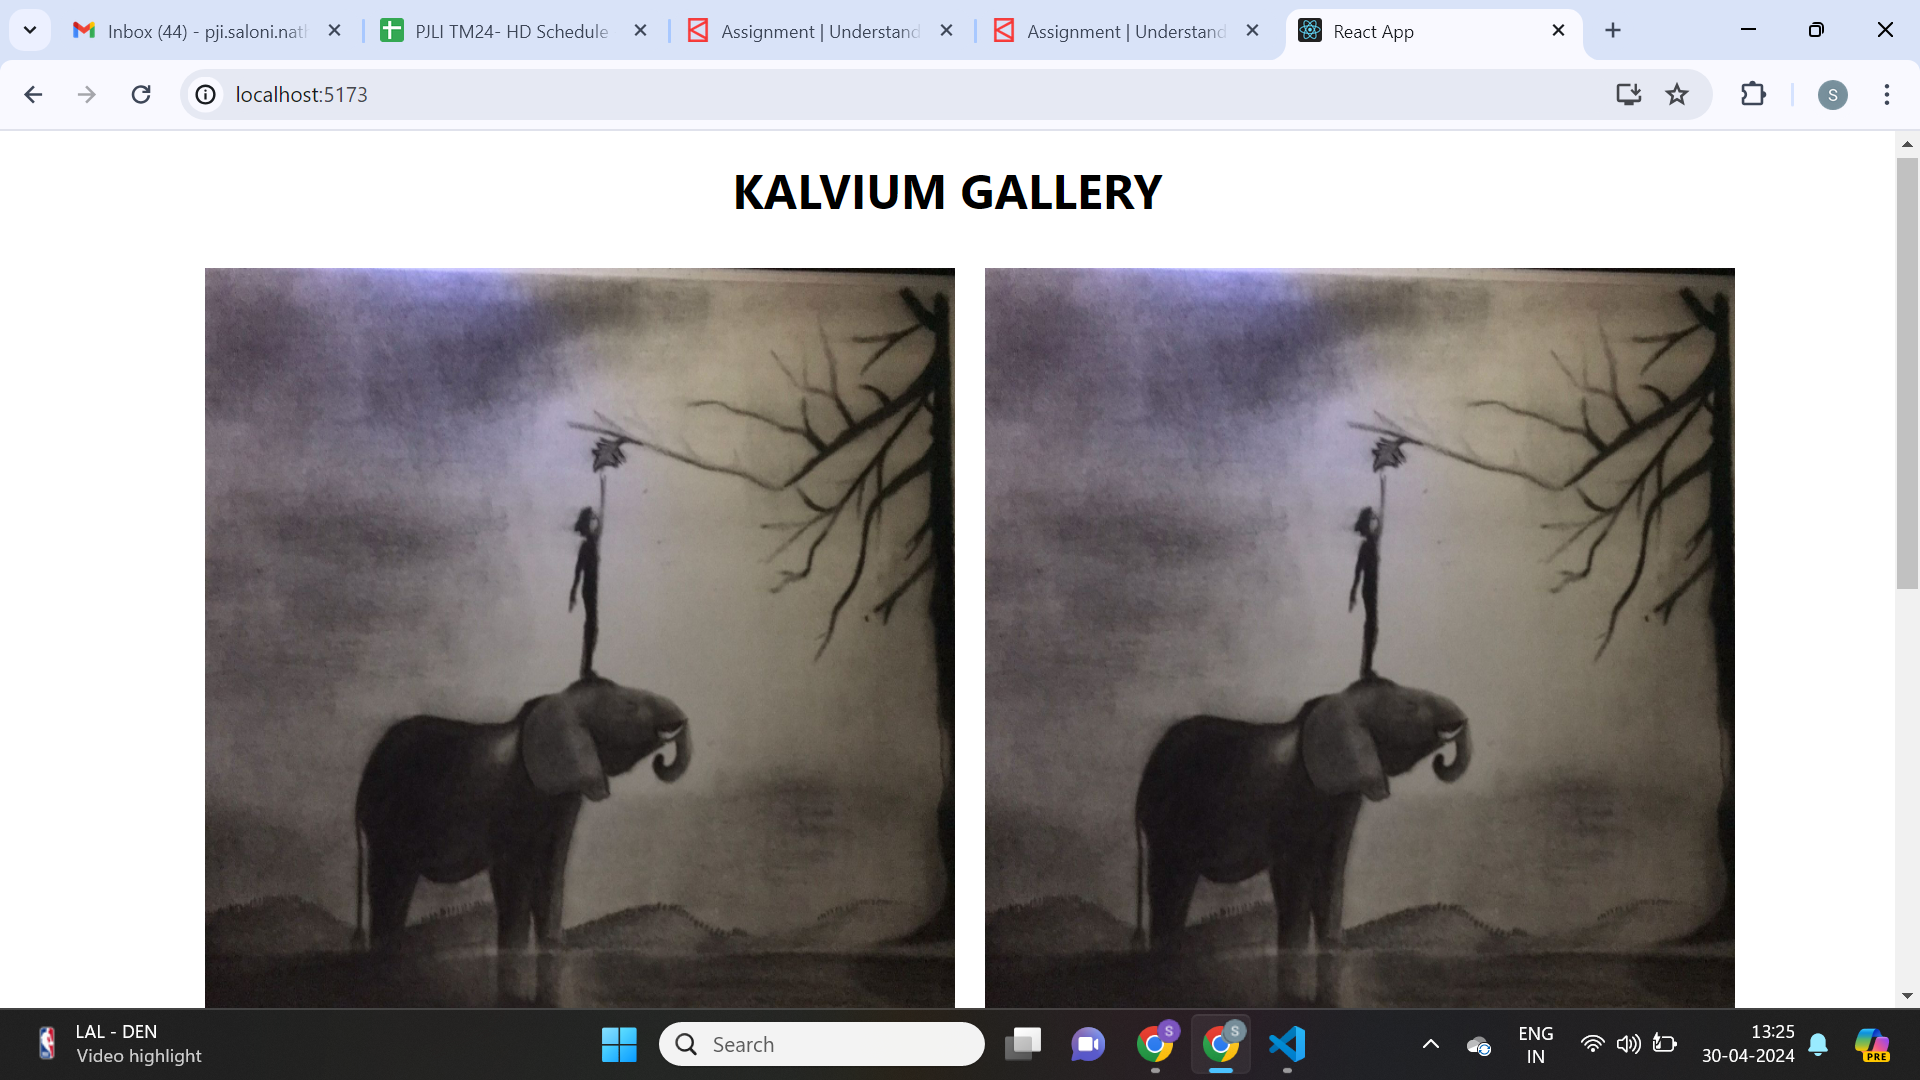 Inbox (44) - pji.saloni.nath
PJLI TM24- HD Schedule
Assignment | Understand
Assignment | Understand
React App
localhost:5173
S
KALVIUM GALLERY
LAL - DEN
Video highlight
Search
S
S
ENG
IN
13:25
30-04-2024
PRE